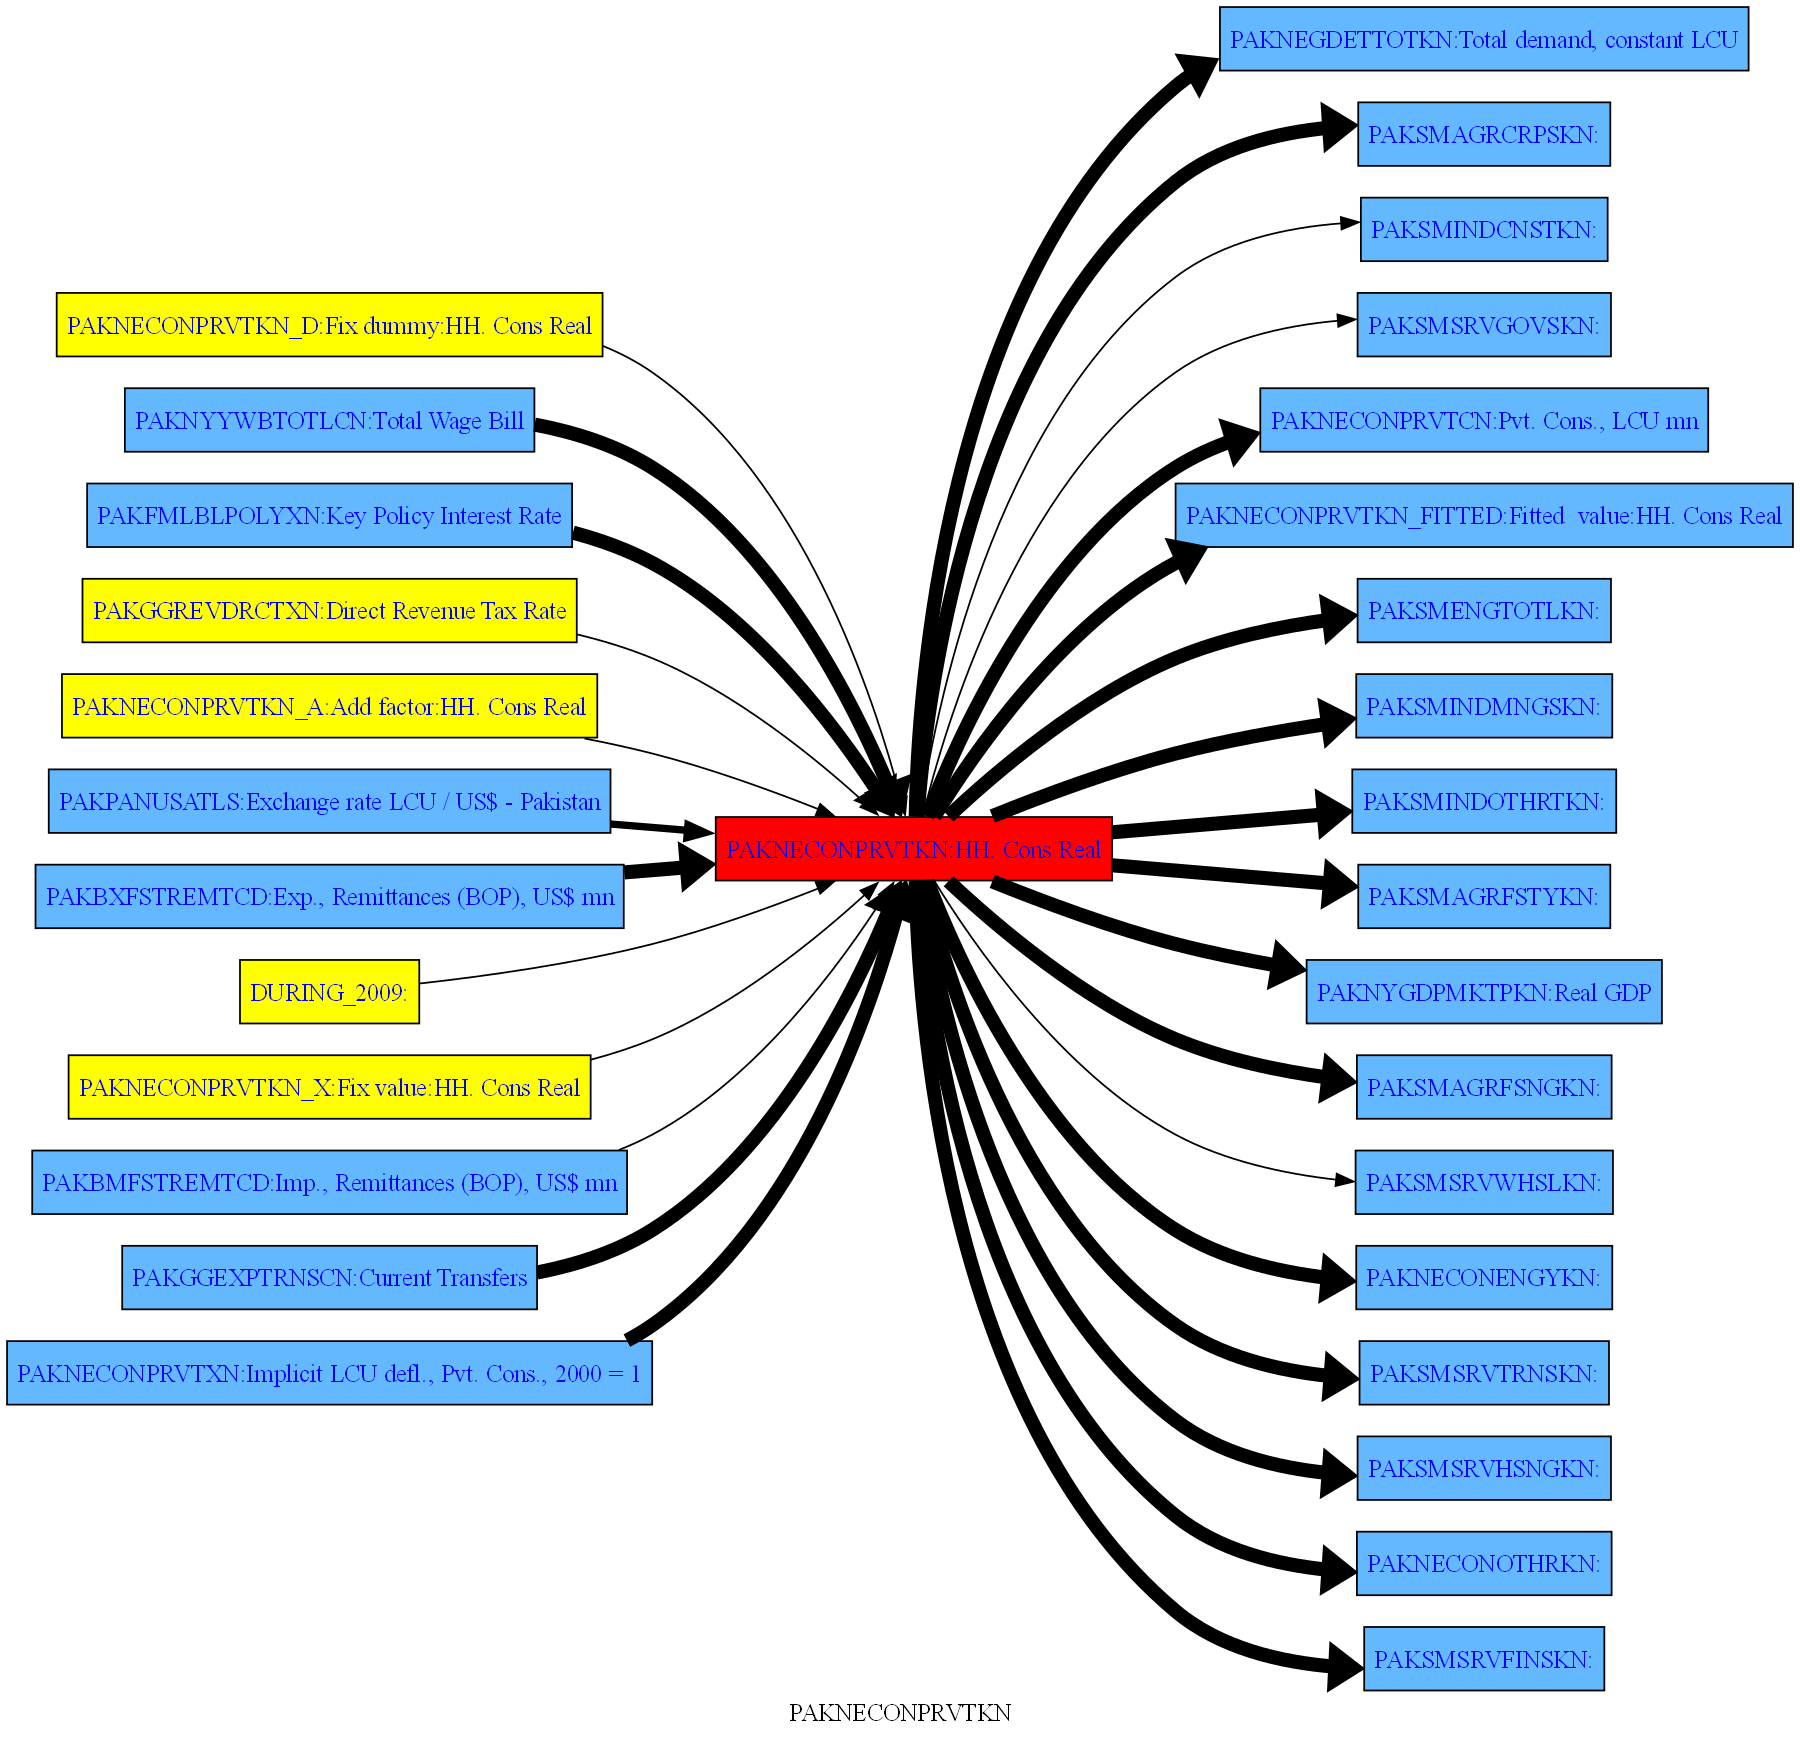 PAKNECONPRVTKN_D:Fix dummy:HH. Cons Real
PAKNYYWBTOTLCN:Total Wage Bill
PAKFMLBLPOLYXN:Key Policy Interest Rate
PAKGGREVDRCTXN:Direct Revenue Tax Rate
PAKNECONPRVTKN_A:Add factor:HH. Cons Real
PAKPANUSATLS:Exchange rate LCU / US$ - Pakistan
PAKBXFSTREMTCD:Exp., Remittances (BOP), US$ mn
DURING_2009:
PAKNECONPRVTKN_X:Fix value:HH. Cons Real
PAKBMFSTREMTCD:Imp., Remittances (BOP), US$ mn
PAKGGEXPTRNSCN:Current Transfers
PAKNECONPRVTXN:Implicit LCU defl., Pvt. Cons., 2000 = 1
PAKNECONPRVTKN:HH. Cons Real
PAKNEGDETTOTKN:Total demand, constant LCU
PAKSMAGRCRPSKN:
PAKSMINDCNSTKN:
PAKSMSRVGOVSKN:
PAKNECONPRVTCN:Pvt. Cons., LCU mn
PAKNECONPRVTKN_FITTED:Fitted  value:HH. Cons Real
PAKSMENGTOTLKN:
PAKSMINDMNGSKN:
PAKSMINDOTHRTKN:
PAKSMAGRFSTYKN:
PAKNYGDPMKTPKN:Real GDP
PAKSMAGRFSNGKN:
PAKSMSRVWHSLKN:
PAKNECONENGYKN:
PAKSMSRVTRNSKN:
PAKSMSRVHSNGKN:
PAKNECONOTHRKN:
PAKSMSRVFINSKN:
PAKNECONPRVTKN